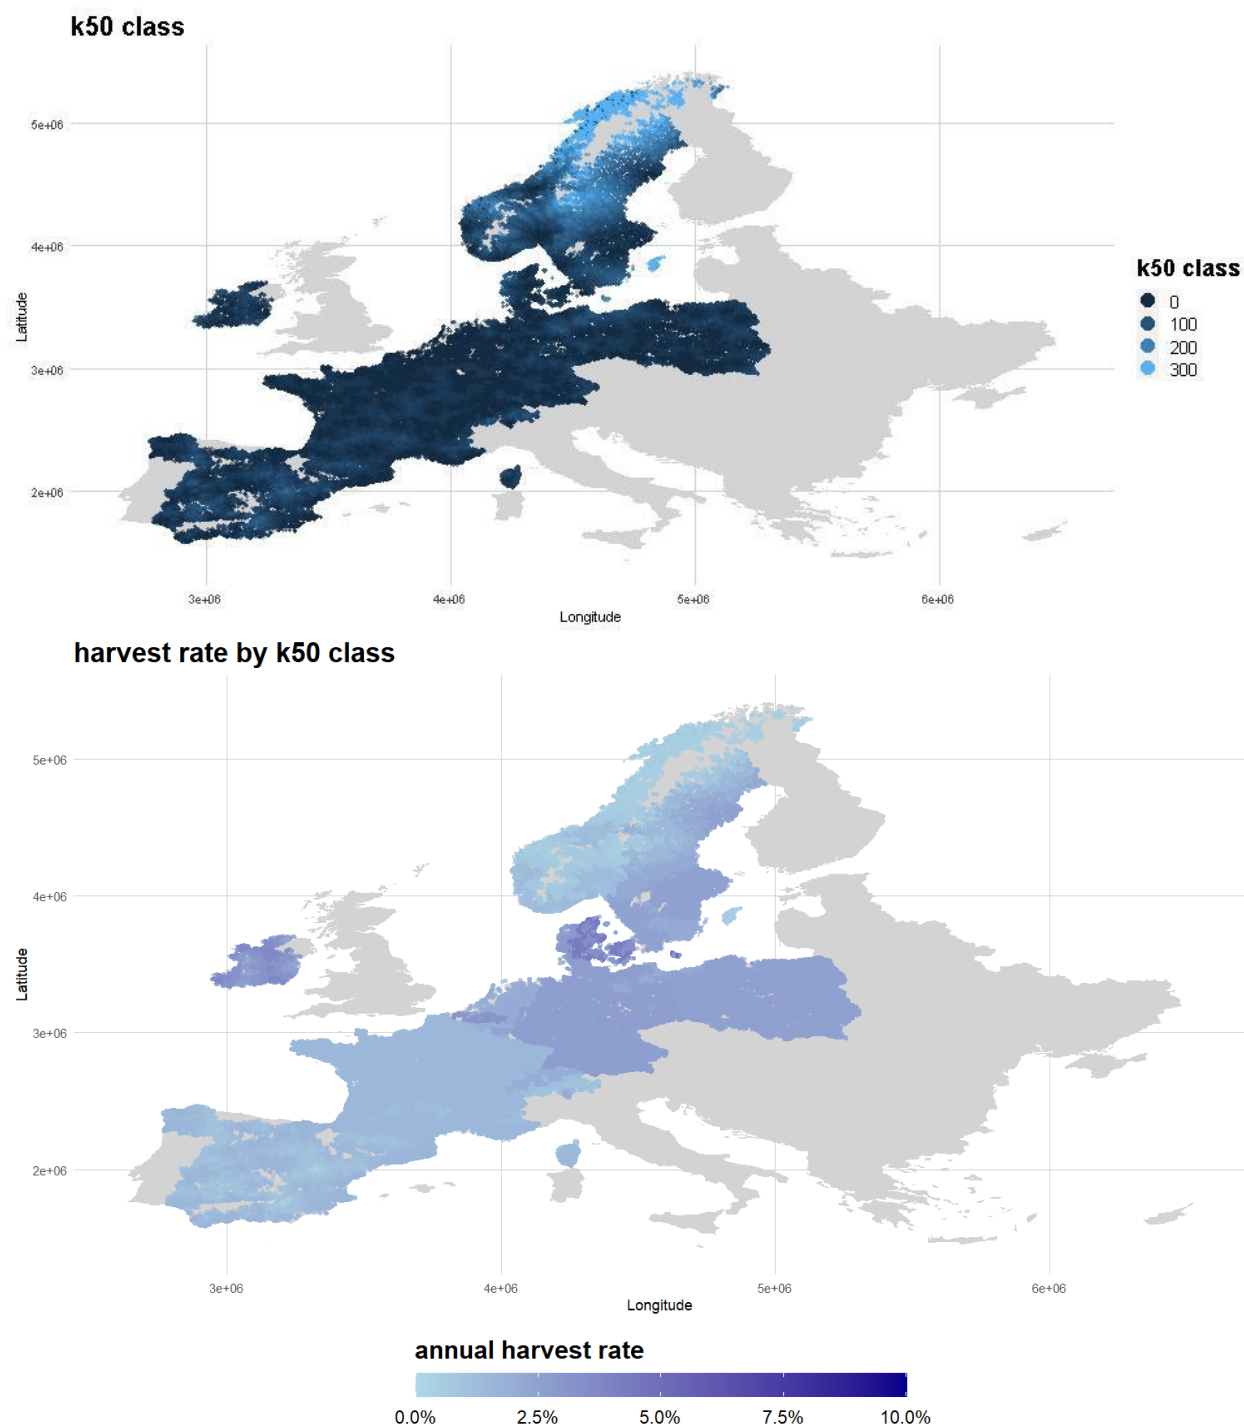 k50 class
5e+06
4e+06
3e+06
2e+06
Latitude
3e+06
4e+06
5e+06
6e+06
Longitude
k50 class
0
100
200
300
harvest rate by k50 class
5e+06
4e+06
3e+06
2e+06
Latitude
3e+06
4e+06
5e+06
6e+06
Longitude
annual harvest rate
0.0%
2.5%
5.0%
7.5%
10.0%